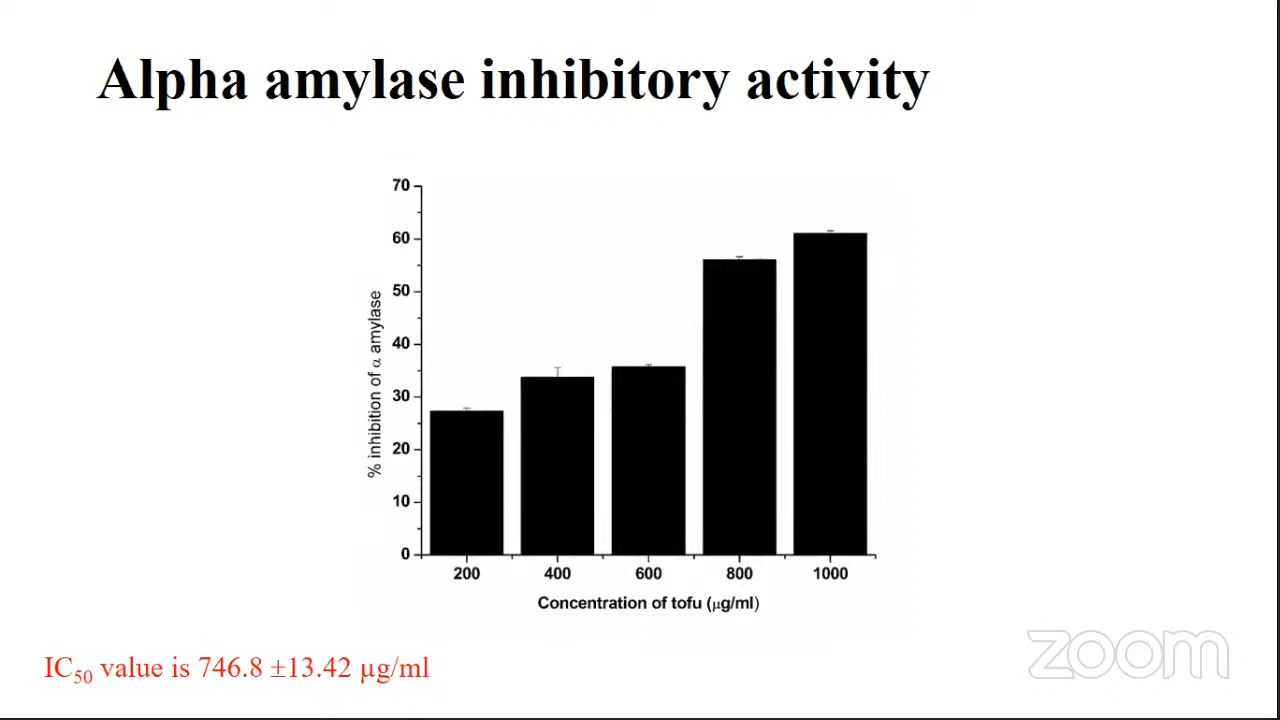 Alpha amylase inhibitory activity
70
60
50
40
30
20
10
0
% inhibition of α amylase
200 400 600 800 1000
Concentration of tofu (μg/ml)
IC50 value is 746.8 ±13.42 µg/ml
zoom